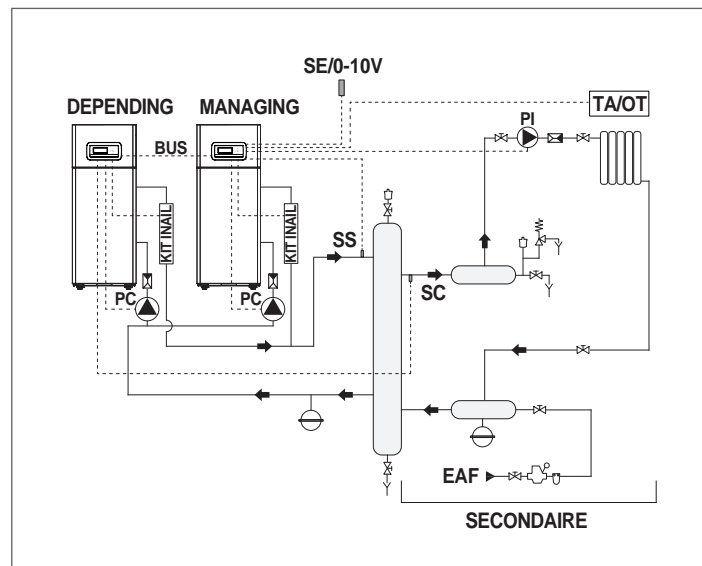 SE/0-10V
DEPENDING
MANAGING
TA/OT
PI
BUS
KIT INAIL
KIT INAIL
SS
SC
PC
PC
EAF
SECONDAIRE